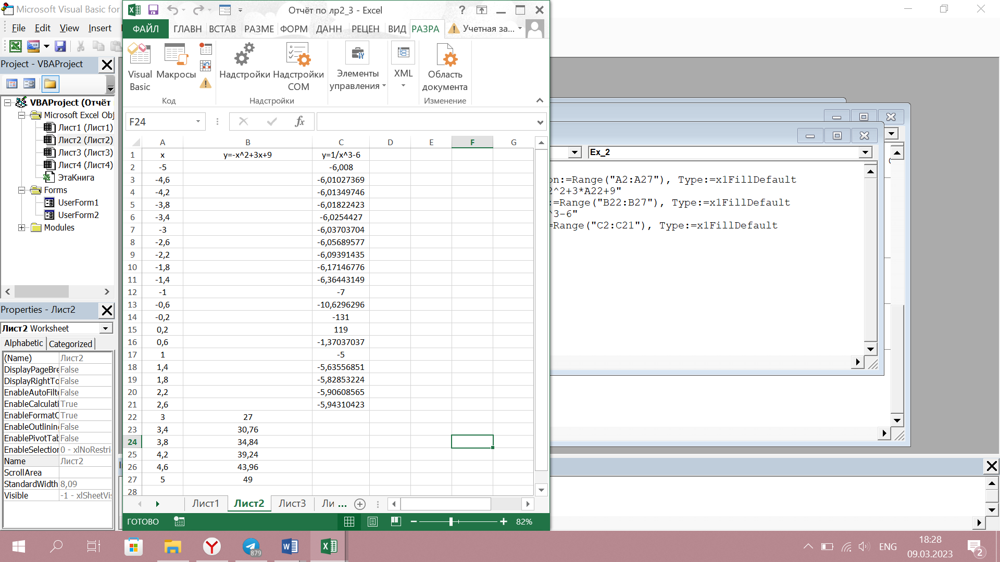 Microsoft Visual Basic for
File Edit View Insert
Project - VBAProject
VBAProject (Отчёт
Microsoft Excel Obj
Лист1 (Лист1)
Лист2 (Лист2)
Лист3 (Лист3)
Лист4 (Лист4)
ЭтаКнига
Forms
UserForm1
UserForm2
Modules
Properties - Лист2
Лист2 Worksheet
Alphabetic Categorized
(Name) Лист2
DisplayPageBre False
DisplayRightTo False
EnableAutoFilte False
EnableCalculati True
EnableFormatC True
EnableOutlining False
EnablePivotTab False
EnableSelection 0 - xlNoRestri
Name Лист2
ScrollArea
StandardWidth 8,09
Visible -1 - xlSheetVis
Отчёт по лр2_3 - Excel
ФАЙЛ ГЛАВН ВСТАВ РАЗМЕ ФОРМ ДАНН РЕЦЕН ВИД РАЗРА Учетная за...
Visual Basic
Макросы
Код
Надстройки
Надстройки COM
Надстройки
Элементы управления
XML
Область документа
Изменение
F24
fx
A B C D E F G
1 x y=-x^2+3x+9 y=1/x^3-6
2 -5 -6,008
3 -4,6 -6,01027369
4 -4,2 -6,01349746
5 -3,8 -6,01822423
6 -3,4 -6,0254427
7 -3 -6,03703704
8 -2,6 -6,05689577
9 -2,2 -6,09391435
10 -1,8 -6,17146776
11 -1,4 -6,36443149
12 -1 -7
13 -0,6 -10,6296296
14 -0,2 -131
15 0,2 119
16 0,6 -1,37037037
17 1 -5
18 1,4 -5,63556851
19 1,8 -5,82853224
20 2,2 -5,90608565
21 2,6 -5,94310423
22 3 27
23 3,4 30,76
24 3,8 34,84
25 4,2 39,24
26 4,6 43,96
27 5 49
28
Лист1 Лист2 Лист3 Ли ...
ГОТОВО
82%
Ex_2
on:=Range("A2:A27"), Type:=x1FillDefault
2^2+3*A22+9"
:=Range("B22:B27"), Type:=x1FillDefault
^3-6"
=Range("C2:C21"), Type:=x1FillDefault
879
ENG
18:28
09.03.2023
2